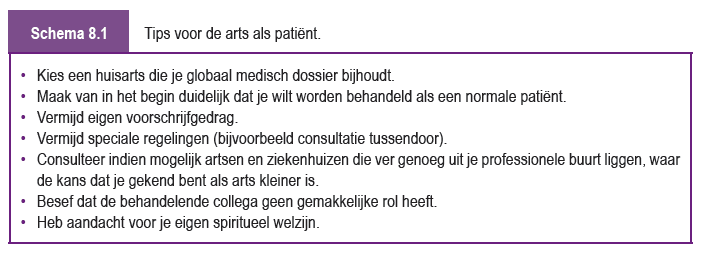 Schema 8.1 Tips voor de arts als patiënt.
• Kies een huisarts die je globaal medisch dossier bijhoudt.
• Maak van in het begin duidelijk dat je wilt worden behandeld als een normale patiënt.
• Vermijd eigen voorschrijfgedrag.
• Vermijd speciale regelingen (bijvoorbeeld consultatie tussendoor).
• Consulteer indien mogelijk artsen en ziekenhuizen die ver genoeg uit je professionele buurt liggen, waar
de kans dat je gekend bent als arts kleiner is.
• Besef dat de behandelende collega geen gemakkelijke rol heeft.
• Heb aandacht voor je eigen spiritueel welzijn.